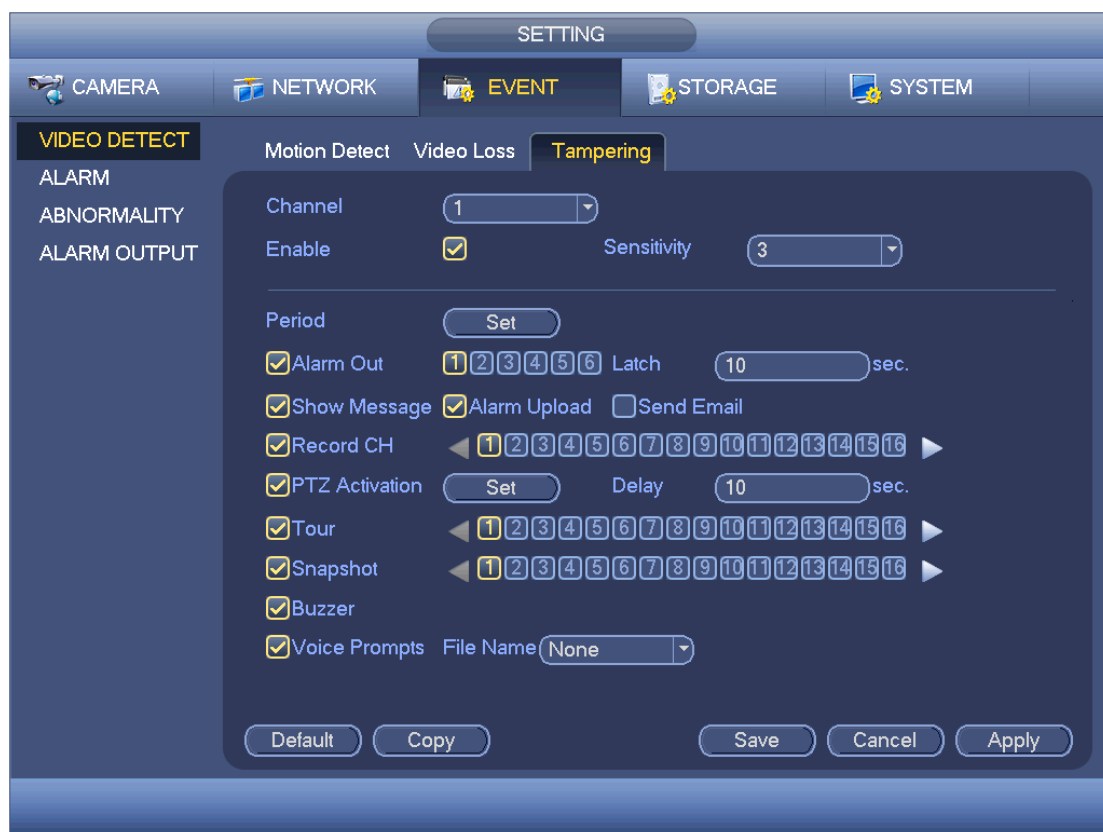 SETTING
CAMERA NETWORK EVENT STORAGE SYSTEM
VIDEO DETECT
ALARM
ABNORMALITY
ALARM OUTPUT
Motion Detect Video Loss Tampering
Channel 1
Enable Sensitivity 3
Period Set
Alarm Out 1 2 3 4 5 6 Latch 10 sec.
Show Message Alarm Upload Send Email
Record CH 1 2 3 4 5 6 7 8 9 10 11 12 13 14 15 16
PTZ Activation Set Delay 10 sec.
Tour 1 2 3 4 5 6 7 8 9 10 11 12 13 14 15 16
Snapshot 1 2 3 4 5 6 7 8 9 10 11 12 13 14 15 16
Buzzer
Voice Prompts File Name None
Default Copy Save Cancel Apply